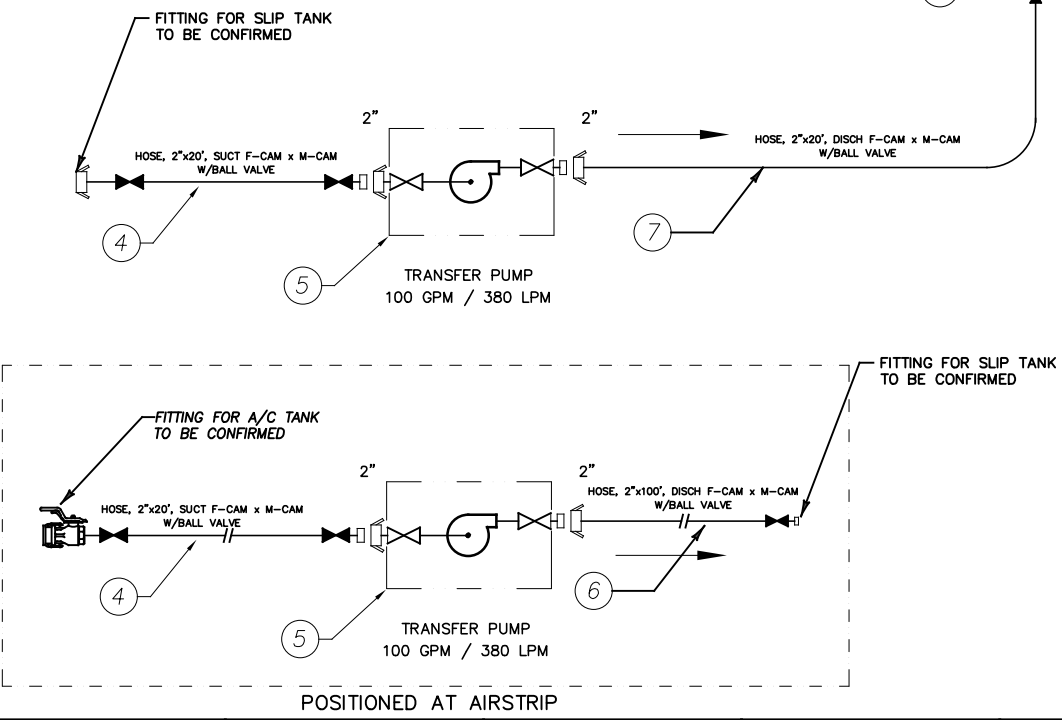 FITTING FOR SLIP TANK
TO BE CONFIRMED
2"
2"
HOSE, 2"x20', SUCT F-CAM x M-CAM
W/BALL VALVE
HOSE, 2"x20', DISCH F-CAM x M-CAM
W/BALL VALVE
4
7
5
TRANSFER PUMP
100 GPM / 380 LPM
FITTING FOR SLIP TANK
TO BE CONFIRMED
FITTING FOR A/C TANK
TO BE CONFIRMED
2"
2"
HOSE, 2"x20', SUCT F-CAM x M-CAM
W/BALL VALVE
HOSE, 2"x100', DISCH F-CAM x M-CAM
W/BALL VALVE
4
6
5
TRANSFER PUMP
100 GPM / 380 LPM
POSITIONED AT AIRSTRIP